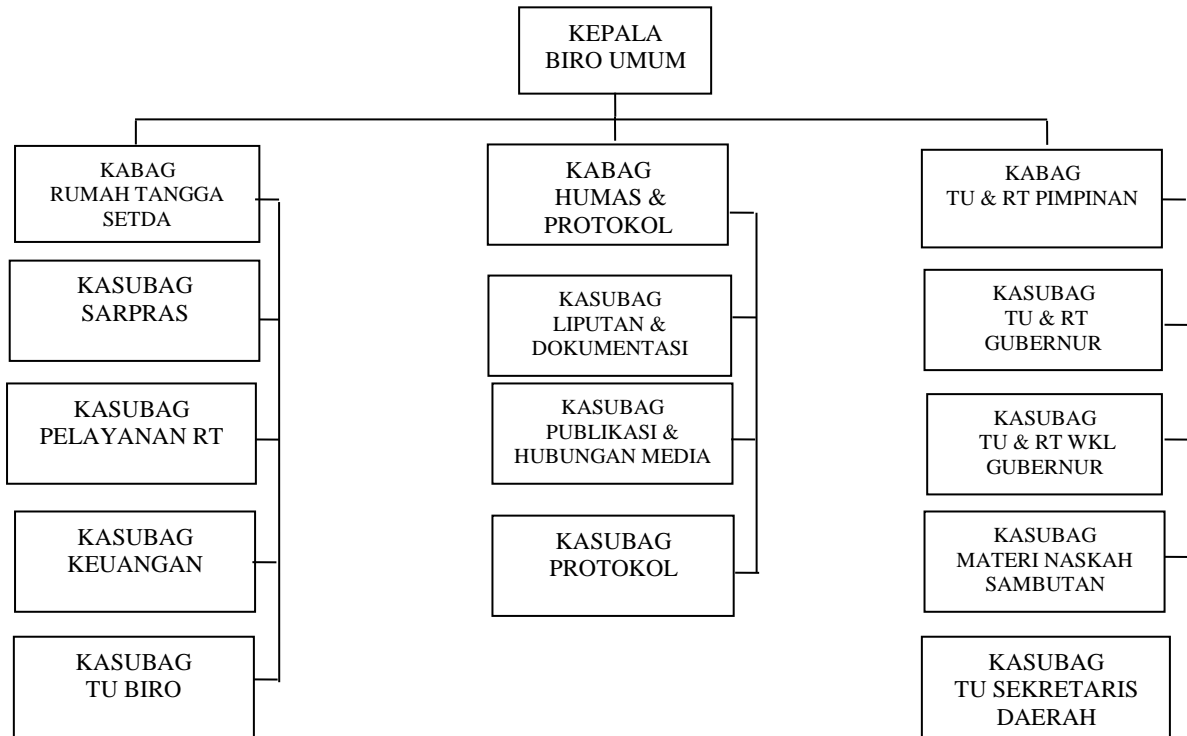 KEPALA
BIRO UMUM
KABAG
RUMAH TANGGA
SETDA
KASUBAG
SARPRAS
KASUBAG
PELAYANAN RT
KASUBAG
KEUANGAN
KASUBAG
TU BIRO
KABAG
HUMAS &
PROTOKOL
KASUBAG
LIPUTAN &
DOKUMENTASI
KASUBAG
PUBLIKASI &
HUBUNGAN MEDIA
KASUBAG
PROTOKOL
KABAG
TU & RT PIMPINAN
KASUBAG
TU & RT
GUBERNUR
KASUBAG
TU & RT WKL
GUBERNUR
KASUBAG
MATERI NASKAH
SAMBUTAN
KASUBAG
TU SEKRETARIS
DAERAH